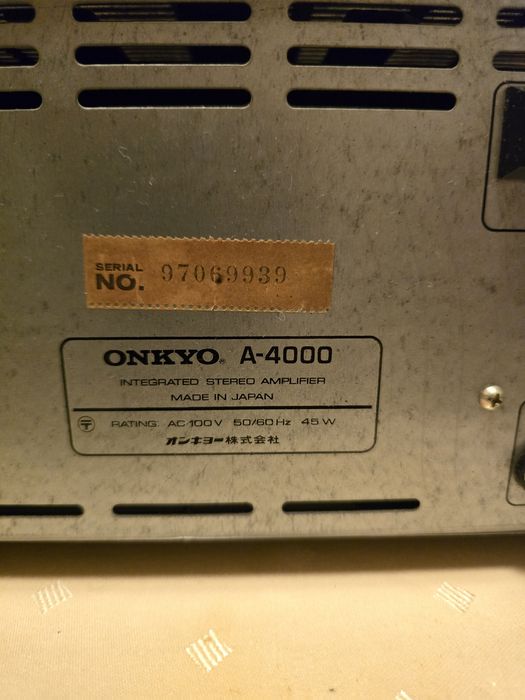 SERIAL
NO. 97069939
ONKYO® A-4000
INTEGRATED STEREO AMPLIFIER
MADE IN JAPAN
〒 RATING: AC 100V 50/60Hz 45W
オンキヨー株式会社